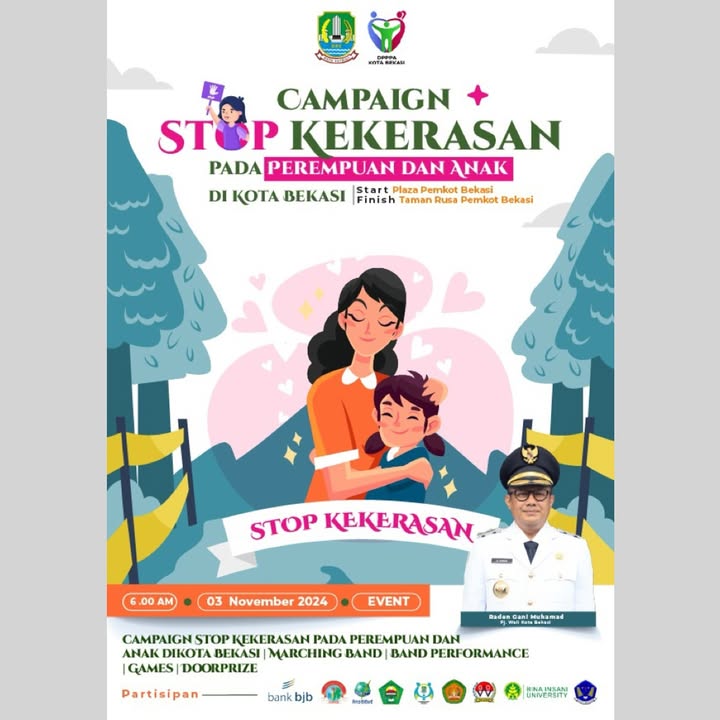 DPPPA
KOTA BEKASI
CAMPAIGN
STOP KEKERASAN
PADA PEREMPUAN DAN ANAK
DI KOTA BEKASI
Start Plaza Pemkot Bekasi
Finish Taman Rusa Pemkot Bekasi
STOP KEKERASAN
Raden Gani Muhamad
Pj. Wali Kota Bekasi
6 .00 AM
03 November 2024
EVENT
CAMPAIGN STOP KEKERASAN PADA PEREMPUAN DAN
ANAK DIKOTA BEKASI | MARCHING BAND | BAND PERFORMANCE
| GAMES | DOORPRIZE
Partisipan
bank bjb
BINA INSANI
UNIVERSITY